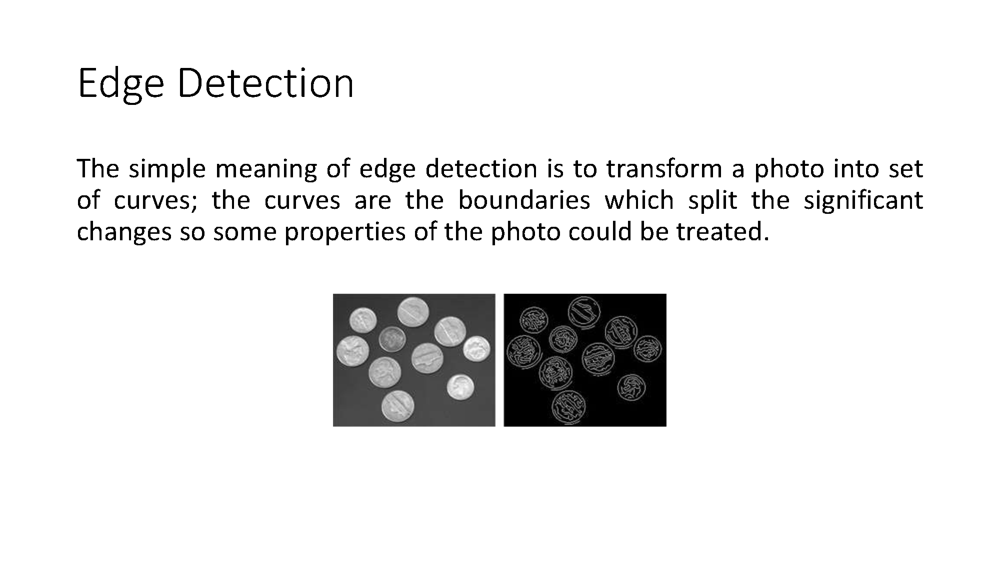 Edge Detection
The simple meaning of edge detection is to transform a photo into set
of curves; the curves are the boundaries which split the significant
changes so some properties of the photo could be treated.